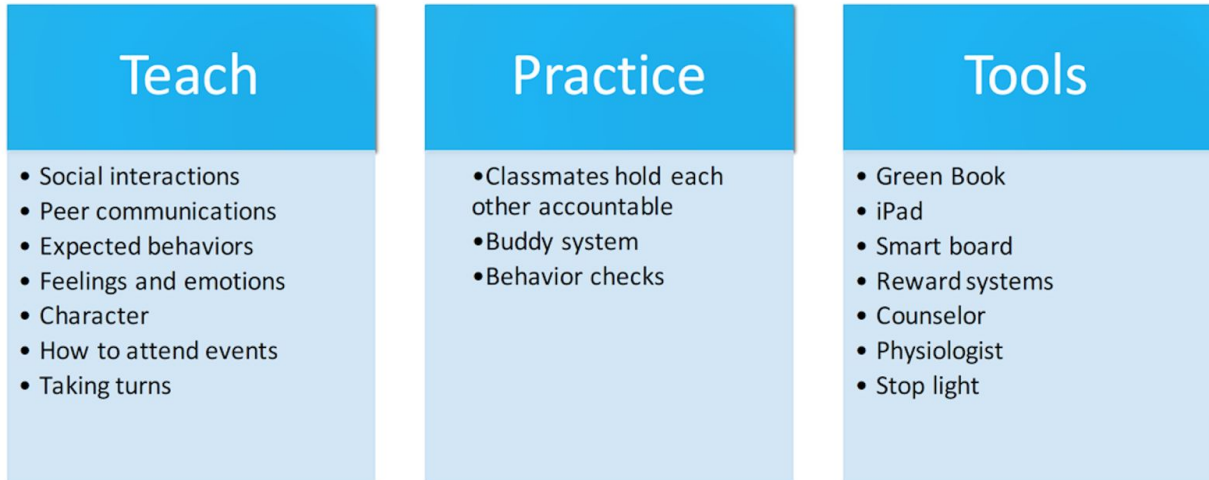 Teach
• Social interactions
• Peer communications
• Expected behaviors
• Feelings and emotions
• Character
• How to attend events
• Taking turns
Practice
•Classmates hold each
other accountable
•Buddy system
•Behavior checks
Tools
• Green Book
• iPad
• Smart board
• Reward systems
• Counselor
• Physiologist
• Stop light